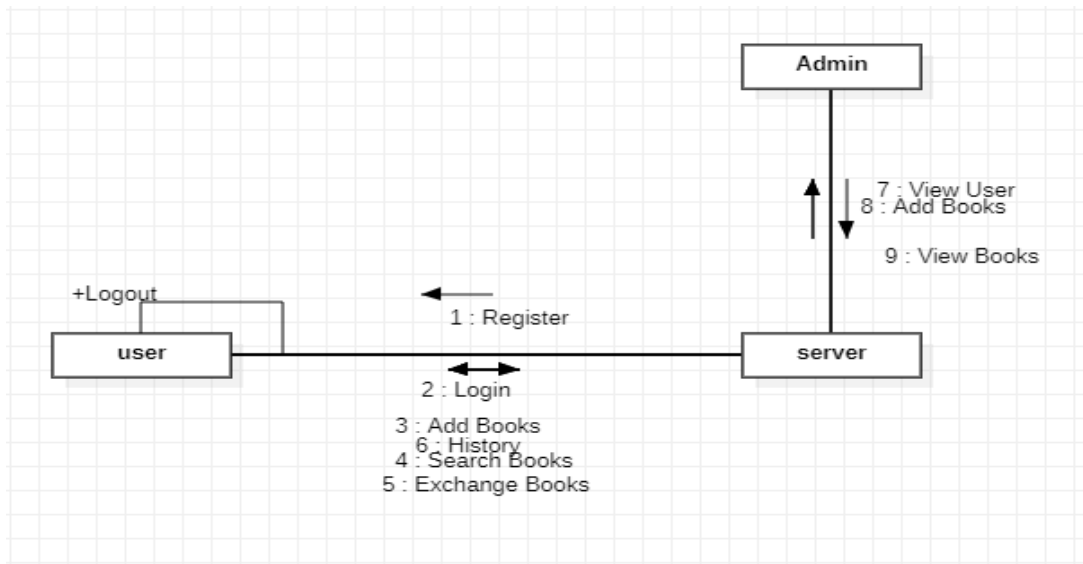 Admin
7 : View User
8 : Add Books
9 : View Books
+Logout
1 : Register
user
server
2 : Login
3 : Add Books
6 : History
4 : Search Books
5 : Exchange Books